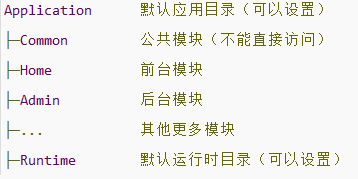 Application 默认应用目录（可以设置）
├─Common 公共模块（不能直接访问）
├─Home 前台模块
├─Admin 后台模块
├─... 其他更多模块
├─Runtime 默认运行时目录（可以设置）